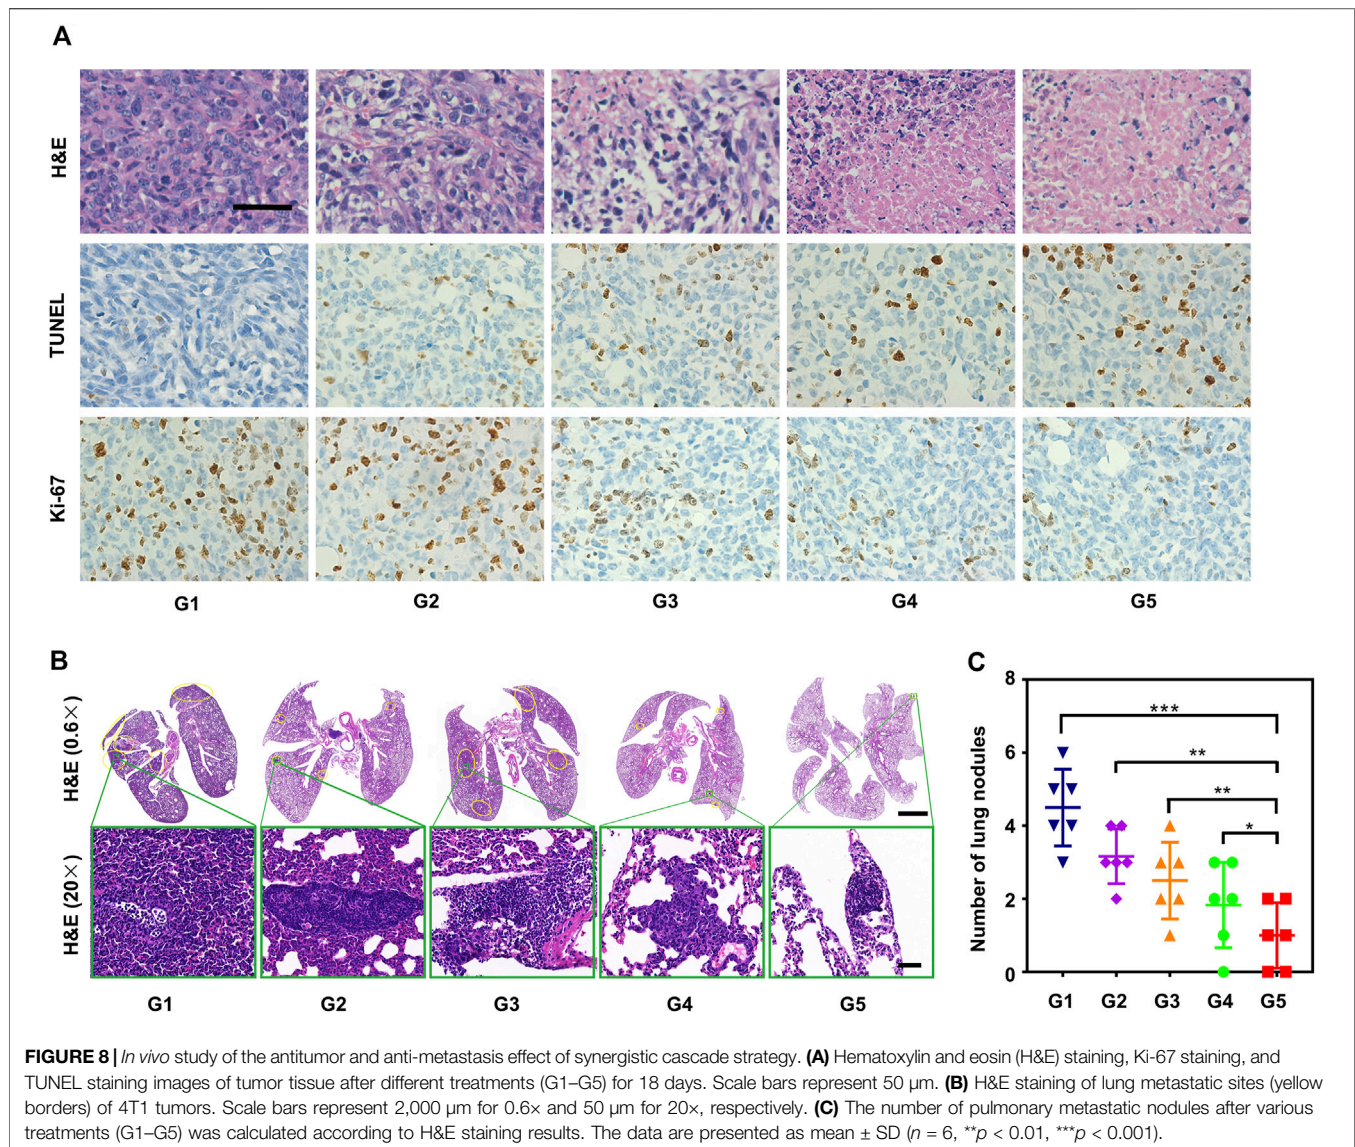 A
H&E
TUNEL
Ki-67
G1 G2 G3 G4 G5
B
H&E (0.6×)
H&E (20×)
G1 G2 G3 G4 G5
C
Number of lung nodules
8
6
4
2
0
***
**
**
*
G1 G2 G3 G4 G5
FIGURE 8 | In vivo study of the antitumor and anti-metastasis effect of synergistic cascade strategy. (A) Hematoxylin and eosin (H&E) staining, Ki-67 staining, and
TUNEL staining images of tumor tissue after different treatments (G1–G5) for 18 days. Scale bars represent 50 μm. (B) H&E staining of lung metastatic sites (yellow
borders) of 4T1 tumors. Scale bars represent 2,000 μm for 0.6× and 50 μm for 20×, respectively. (C) The number of pulmonary metastatic nodules after various
treatments (G1–G5) was calculated according to H&E staining results. The data are presented as mean ± SD (n = 6, **p < 0.01, ***p < 0.001).